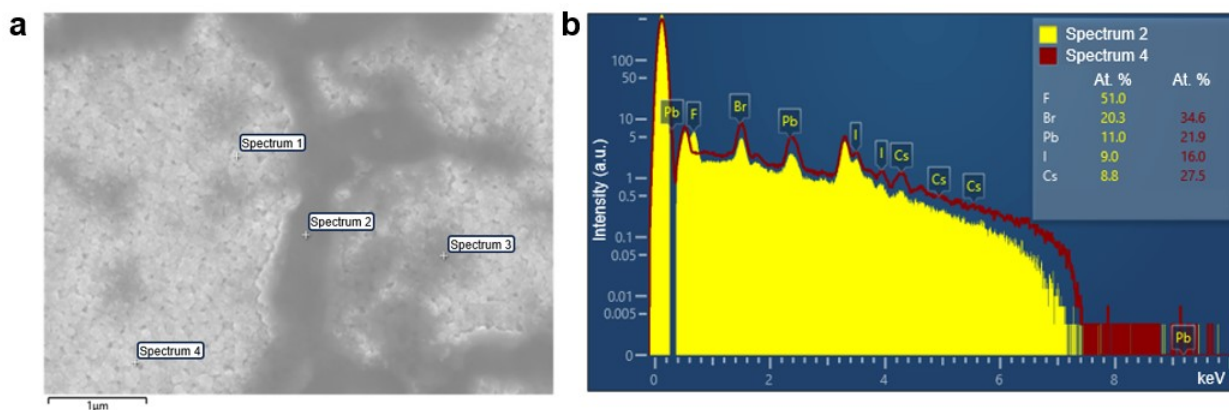 a
Spectrum 1
Spectrum 2
Spectrum 3
Spectrum 4
1µm
b
Intensity (a.u.)
100
50
10
5
1
0.5
0.1
0.05
0.01
0.005
0
Pb
F
Br
Pb
I
I
Cs
Cs
Cs
Pb
0 2 4 6 8 keV
Spectrum 2
Spectrum 4
At. % At. %
F 51.0
Br 20.3 34.6
Pb 11.0 21.9
I 9.0 16.0
Cs 8.8 27.5